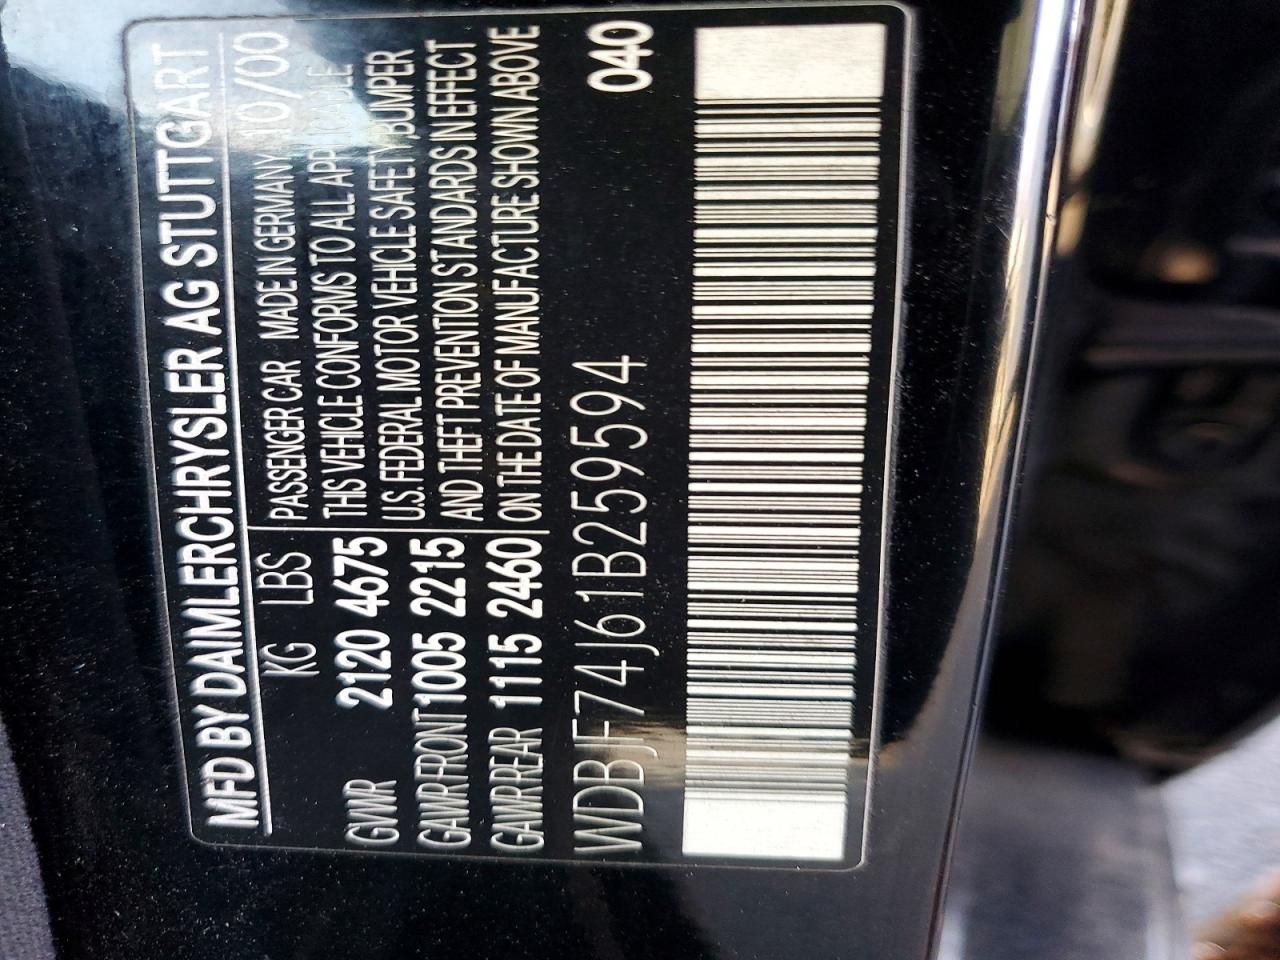 MFD BY DAIMLERCHRYSLER AG STUTTGART
KG LBS PASSENGER CAR MADE IN GERMANY 10/00
THIS VEHICLE CONFORMS TO ALL APPLICABLE
GVWR 2120 4675 U.S. FEDERAL MOTOR VEHICLE SAFETY/BUMPER
GAWR FRONT 1005 2215 AND THEFT PREVENTION STANDARDS IN EFFECT
GAWR REAR 1115 2460 ON THE DATE OF MANUFACTURE SHOWN ABOVE
WDBJF74J61B259594 040